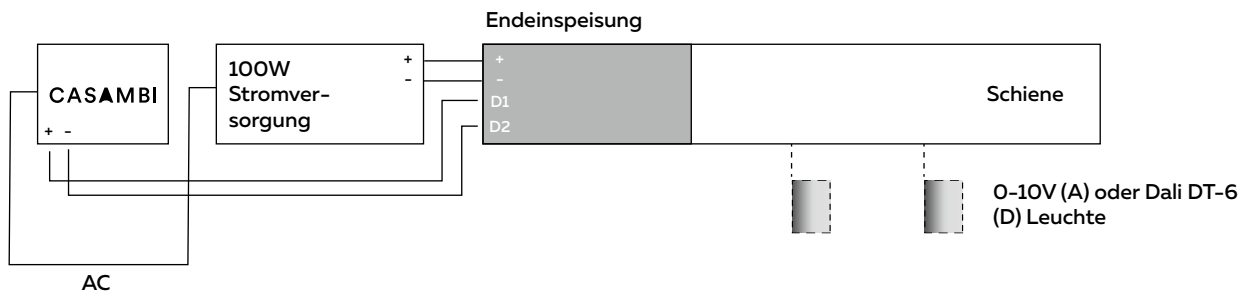 Endeinspeisung
CASAMBI
+ -
100W
Stromver-
sorgung
+
-
+
-
D1
D2
Schiene
0-10V (A) oder Dali DT-6
(D) Leuchte
AC